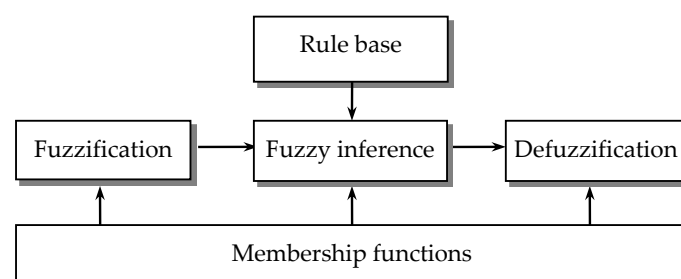 Rule base
Fuzzification
Fuzzy inference
Defuzzification
Membership functions